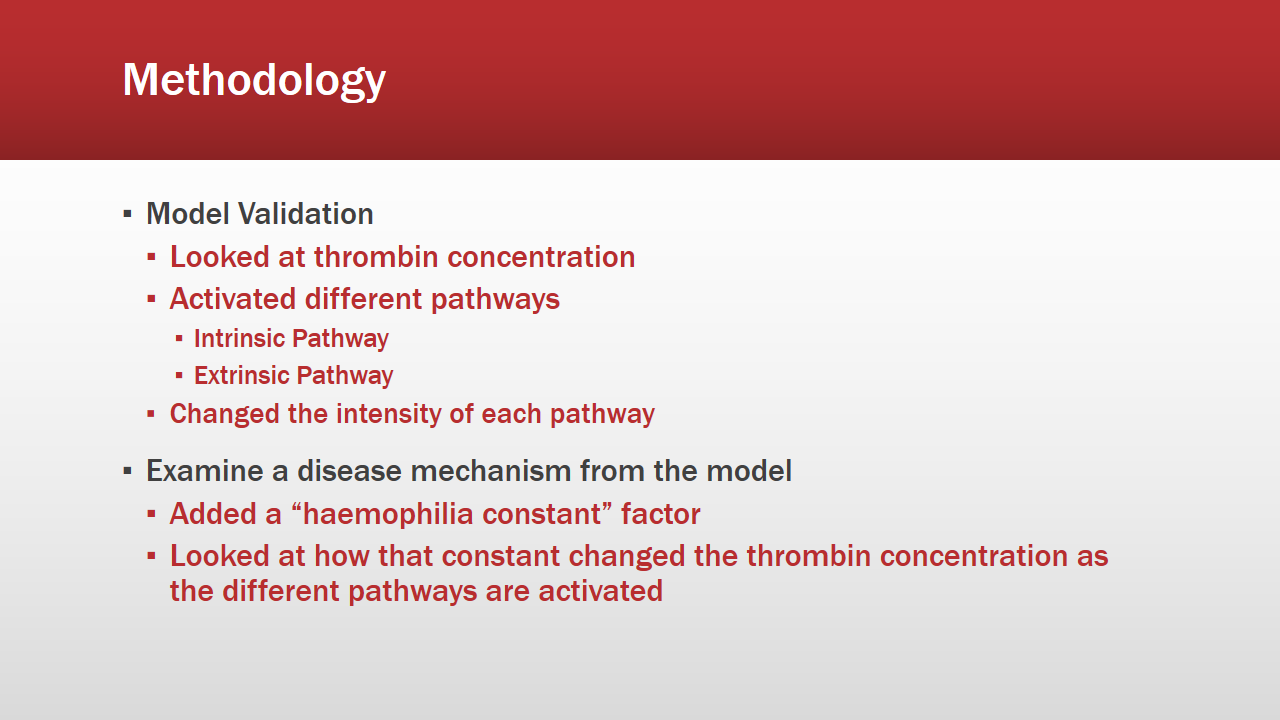 Methodology
▪ Model Validation
▪ Looked at thrombin concentration
▪ Activated different pathways
▪ Intrinsic Pathway
▪ Extrinsic Pathway
▪ Changed the intensity of each pathway
▪ Examine a disease mechanism from the model
▪ Added a “haemophilia constant” factor
▪ Looked at how that constant changed the thrombin concentration as
the different pathways are activated